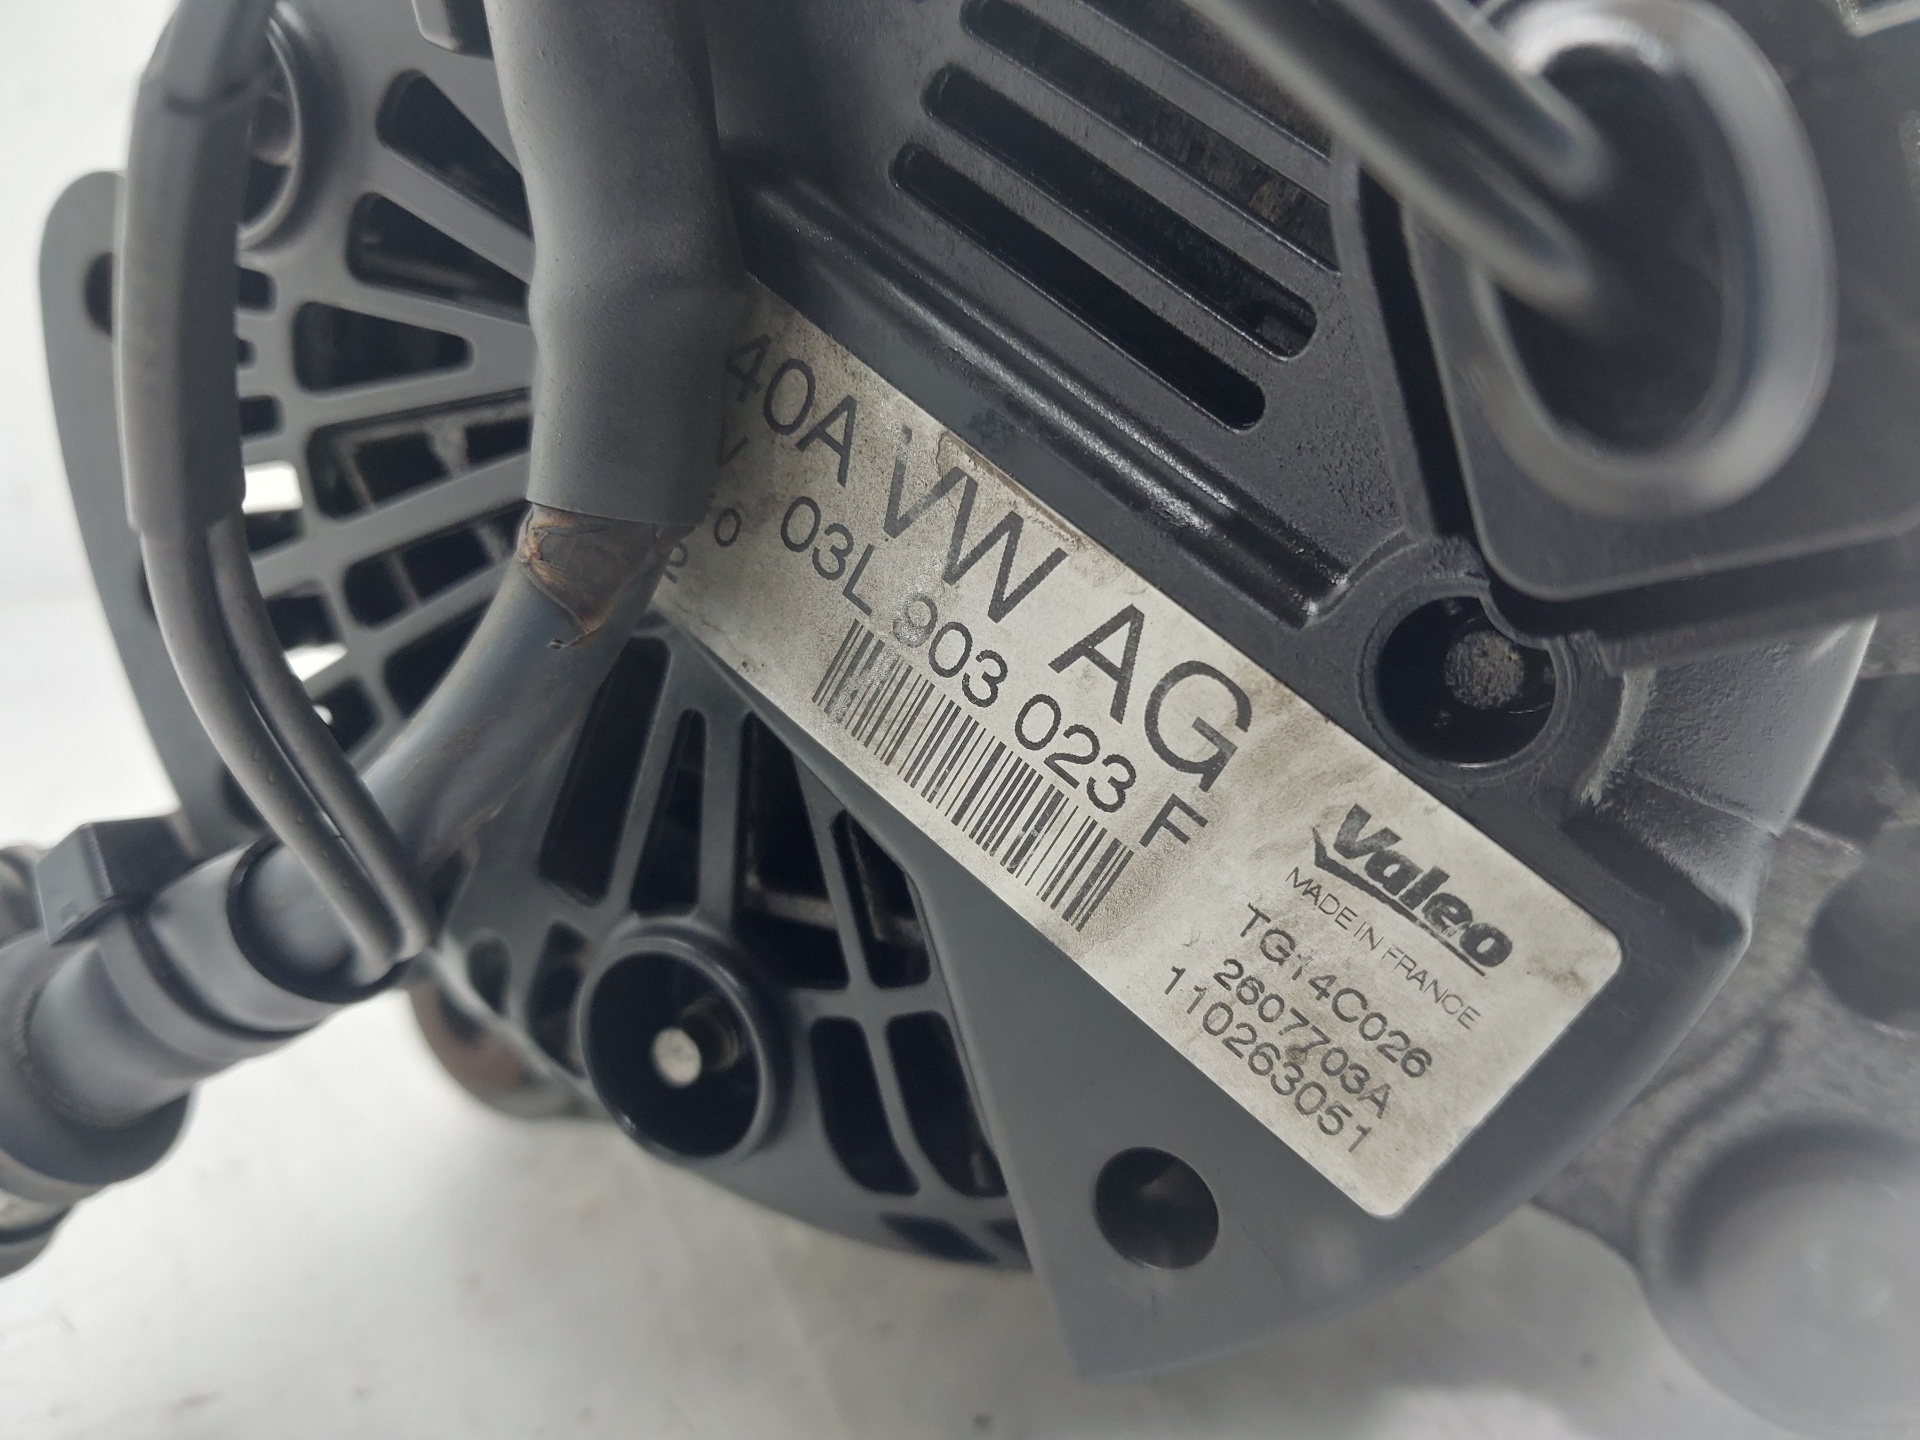 40A VW AG
V 03L 903 023 F
Valeo
MADE IN FRANCE
TG14C026
2607703A
110263051